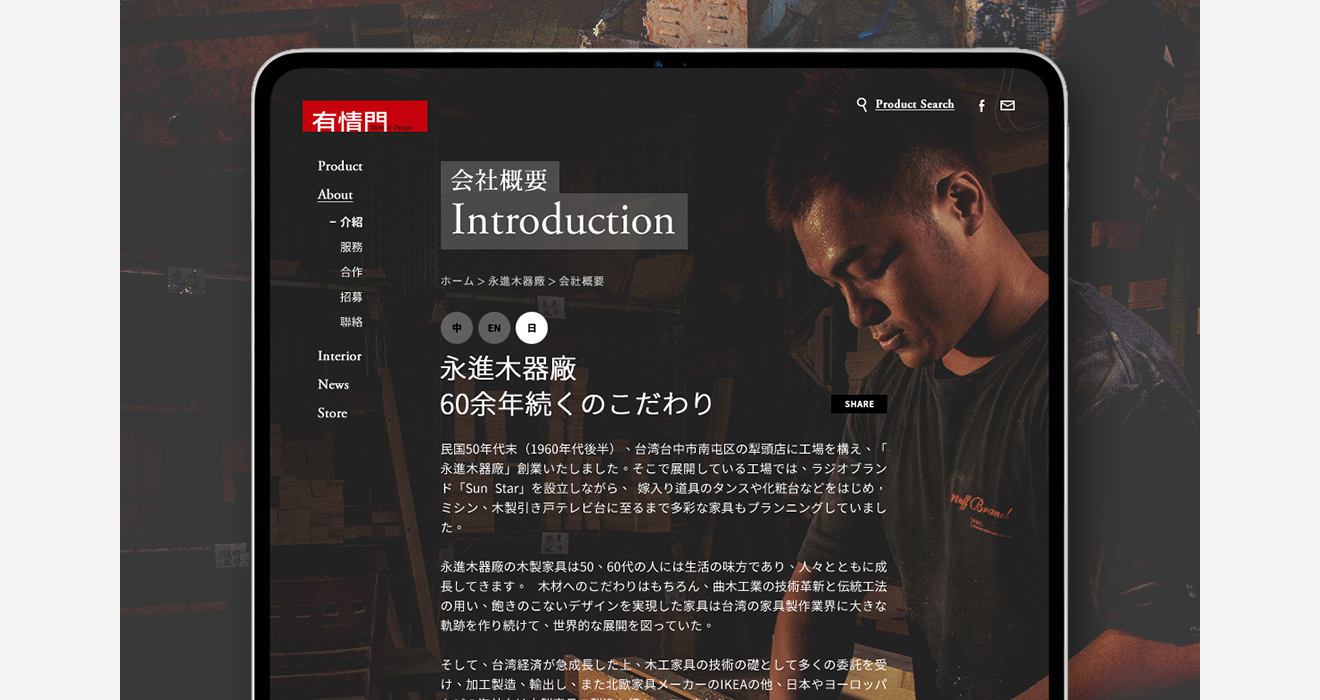 有情門
Product Search
Product
About
– 介紹
服務
合作
招募
聯絡
Interior
News
Store
会社概要
Introduction
ホーム > 永進木器廠 > 会社概要
中 EN 日
永進木器廠
60余年続くのこだわり
SHARE
民国50年代末（1960年代後半）、台湾台中市南屯区の犁頭店に工場を構え、「
永進木器廠」創業いたしました。そこで展開している工場では、ラジオブラン
ド「Sun Star」を設立しながら、 嫁入り道具のタンスや化粧台などをはじめ，
ミシン、木製引き戸テレビ台に至るまで多彩な家具もプランニングしていまし
た。
永進木器廠の木製家具は50、60代の人には生活の味方であり、人々とともに成
長してきます。 木材へのこだわりはもちろん、曲木工業の技術革新と伝統工法
の用い、飽きのこないデザインを実現した家具は台湾の家具製作業界に大きな
軌跡を作り続けて、世界的な展開を図っていた。
そして、台湾経済が急成長した上、木工家具の技術の礎として多くの委託を受
け、加工製造、輸出し、また北歐家具メーカーのIKEAの他、日本やヨーロッパ